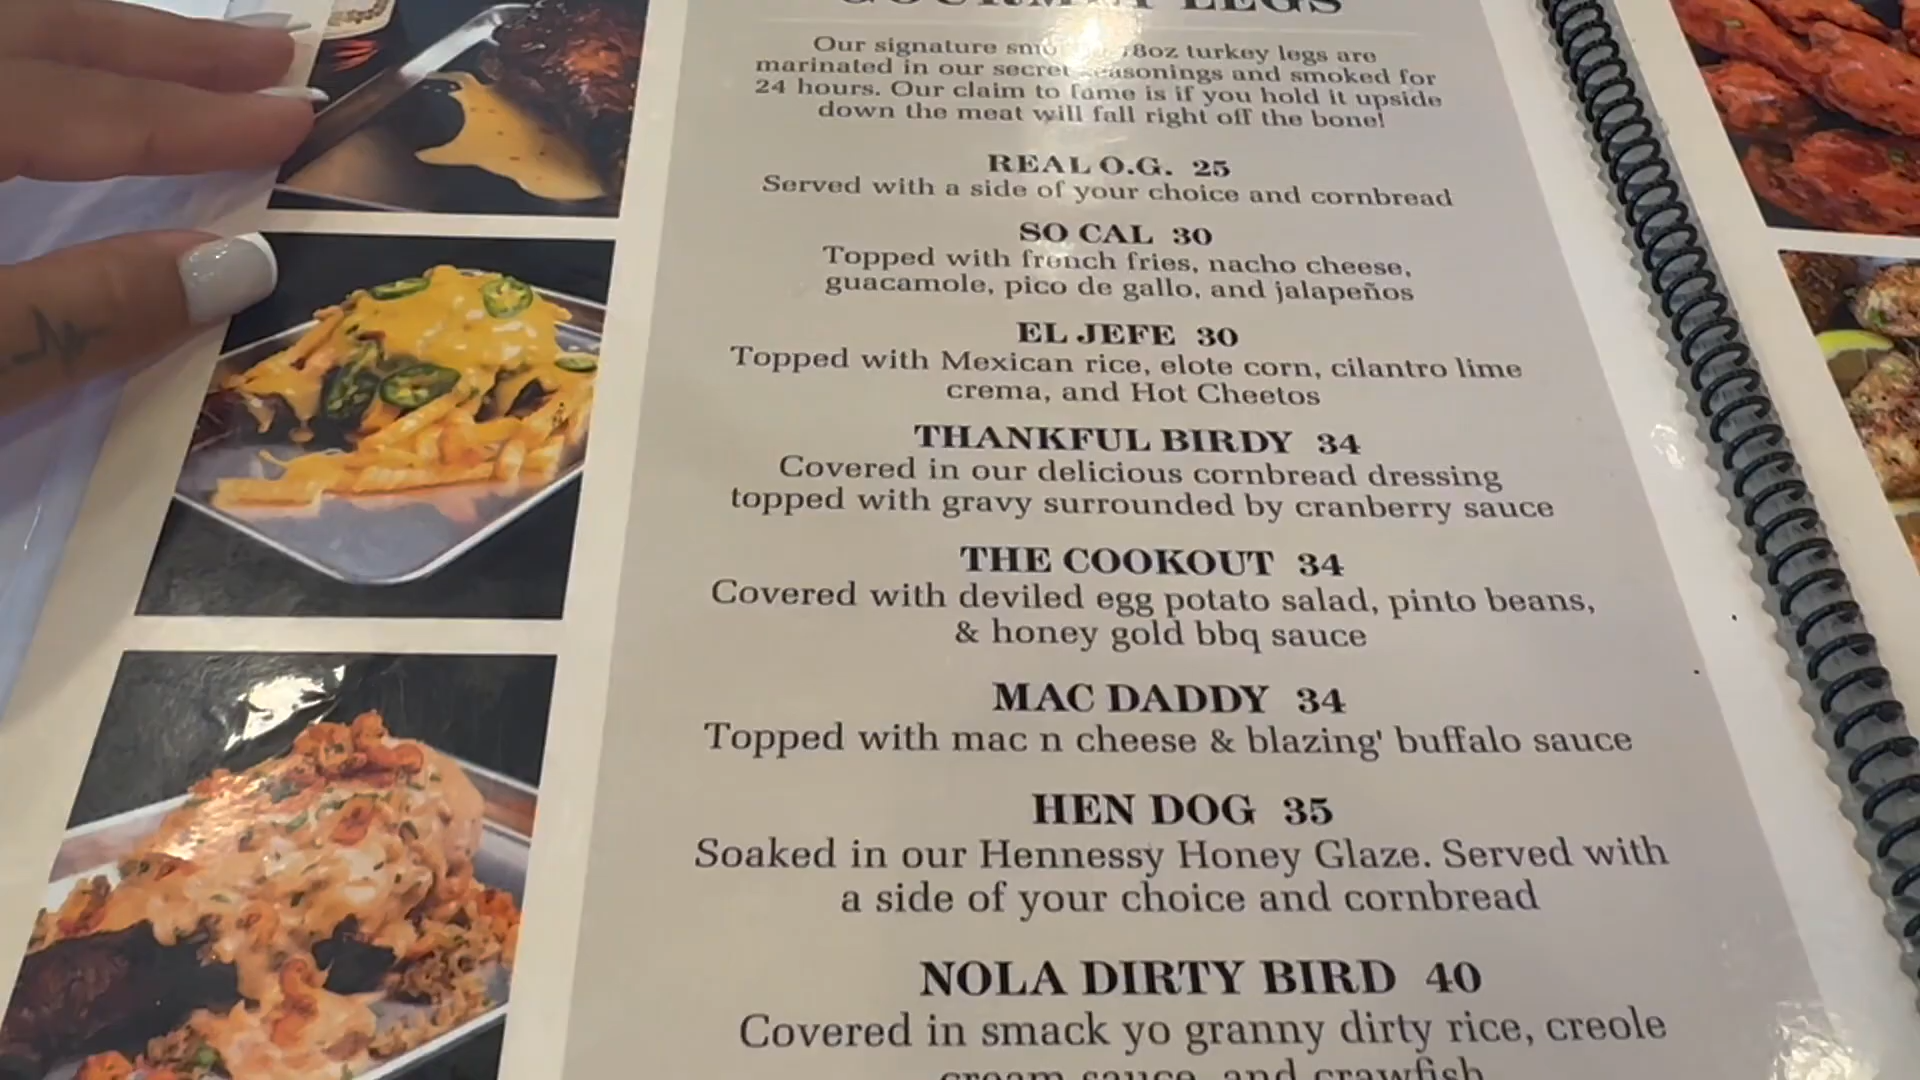 GOURMET LEGS
Our signature 18oz turkey legs are
marinated in our secret seasonings and smoked for
24 hours. Our claim to fame is if you hold it upside
down the meat will fall right off the bone!
REAL O.G. 25
Served with a side of your choice and cornbread
SO CAL 30
Topped with french fries, nacho cheese,
guacamole, pico de gallo, and jalapeños
EL JEFE 30
Topped with Mexican rice, elote corn, cilantro lime
crema, and Hot Cheetos
THANKFUL BIRDY 34
Covered in our delicious cornbread dressing
topped with gravy surrounded by cranberry sauce
THE COOKOUT 34
Covered with deviled egg potato salad, pinto beans,
& honey gold bbq sauce
MAC DADDY 34
Topped with mac n cheese & blazing' buffalo sauce
HEN DOG 35
Soaked in our Hennessy Honey Glaze. Served with
a side of your choice and cornbread
NOLA DIRTY BIRD 40
Covered in smack yo granny dirty rice, creole
cream sauce, and crawfish